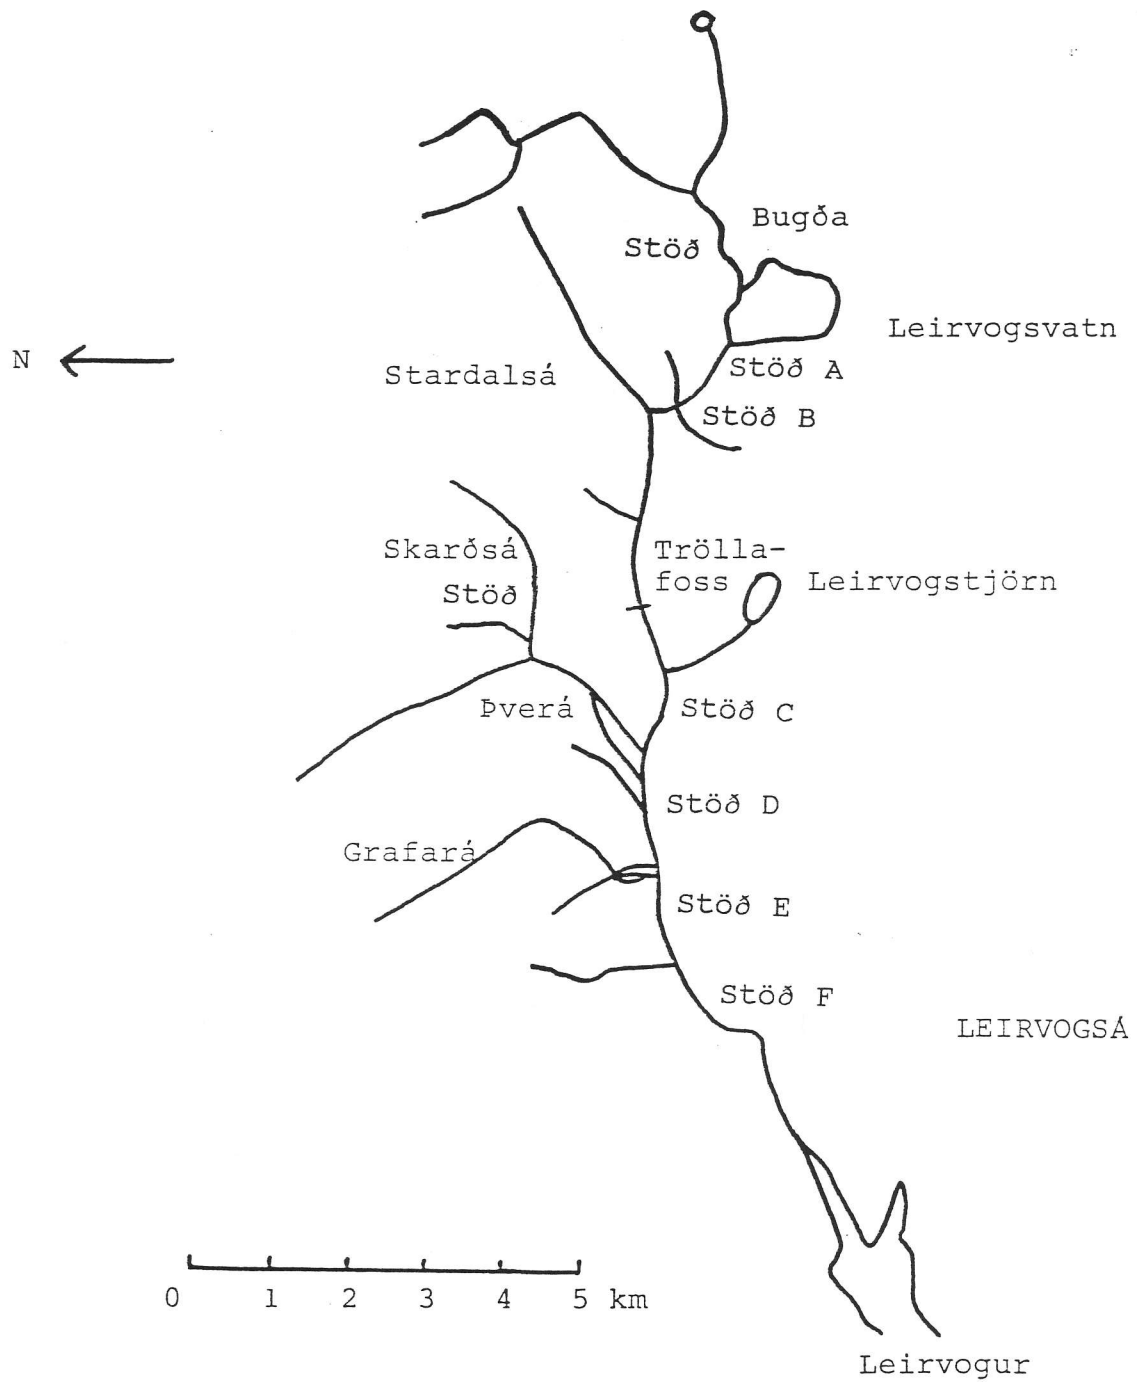 Bugða
Stöð
Leirvogsvatn
N
Stöð A
Stardalsá
Stöð B
Skarðsá
Trölla-
foss
Leirvogstjörn
Stöð
Þverá
Stöð C
Stöð D
Grafará
Stöð E
Stöð F
LEIRVOGSÁ
0 1 2 3 4 5 km
Leirvogur